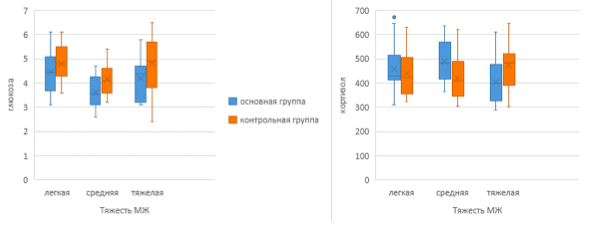 7
6
5
4
3
2
1
0
глюкоза
легкая средняя тяжелая
Тяжесть МЖ
основная группа
контрольная группа
700
600
500
400
300
200
100
0
кортизол
легкая средняя тяжелая
Тяжесть МЖ